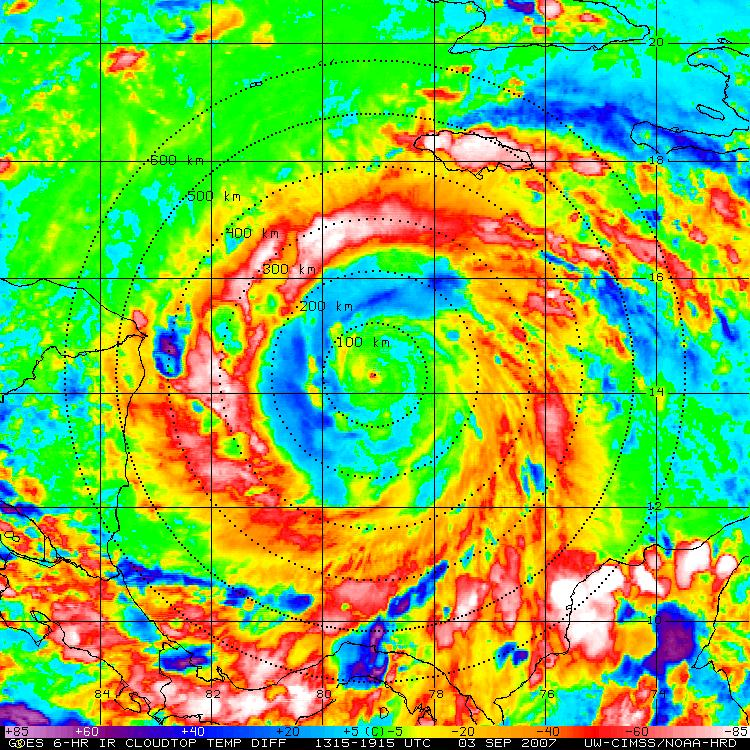 20
600 km
18
500 km
400 km
300 km
16
200 km
100 km
14
12
10
84 82 80 78 76 74
+85 +60 +40 +20 +5 (C) -5 -20 -40 -60 -85
GOES 6-HR IR CLOUDTOP TEMP DIFF 1315-1915 UTC 03 SEP 2007 UW-CIMSS/NOAA-HRD